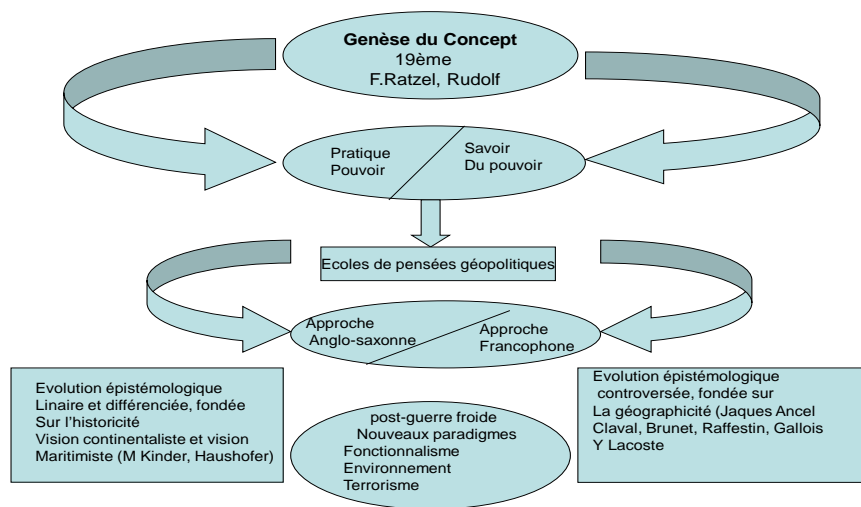 Genèse du Concept
19ème
F.Ratzel, Rudolf
Pratique
Pouvoir
Savoir
Du pouvoir
Ecoles de pensées géopolitiques
Approche
Anglo-saxonne
Approche
Francophone
Evolution épistémologique
Linaire et différenciée, fondée
Sur l'historicité
Vision continentaliste et vision
Maritimiste (M Kinder, Haushofer)
post-guerre froide
Nouveaux paradigmes
Fonctionnalisme
Environnement
Terrorisme
Evolution épistémologique
controversée, fondée sur
La géographicité (Jaques Ancel
Claval, Brunet, Raffestin, Gallois
Y Lacoste